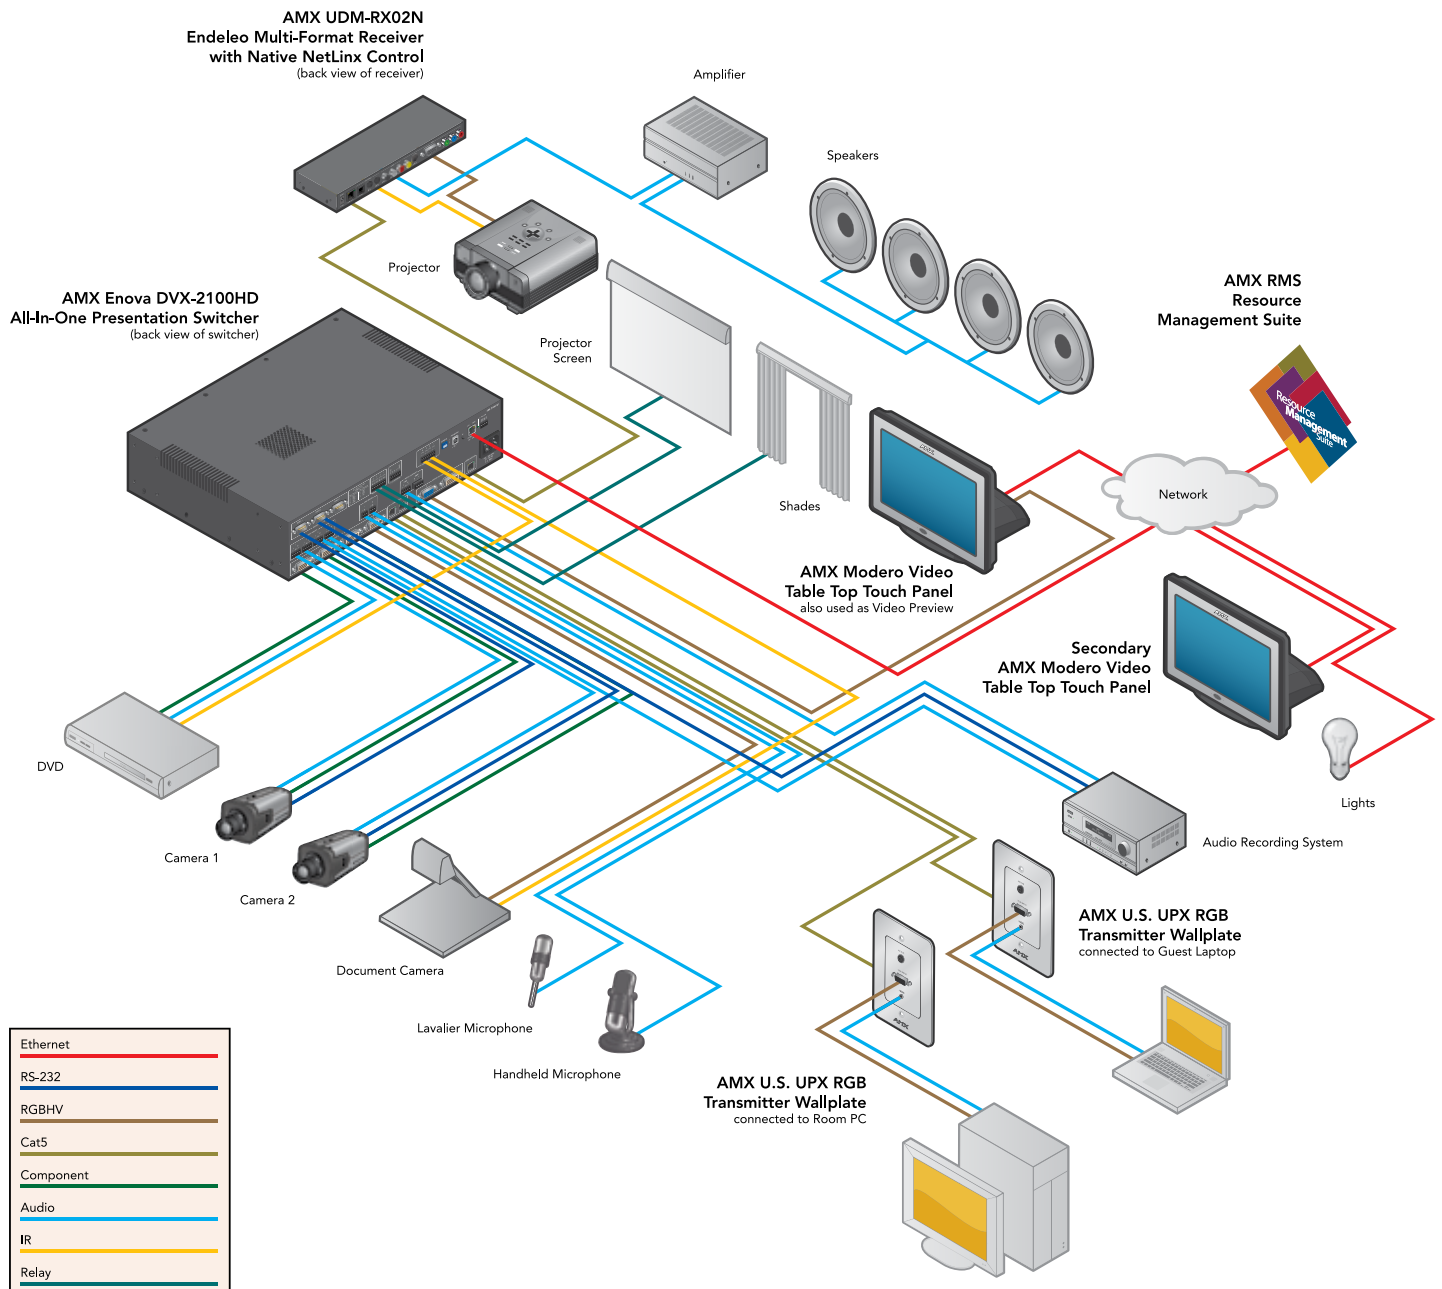 AMX UDM-RX02N
Endeleo Multi-Format Receiver
with Native NetLinx Control
(back view of receiver)
Amplifier
Speakers
Projector
AMX Enova DVX-2100HD
All-In-One Presentation Switcher
(back view of switcher)
Projector
Screen
AMX RMS
Resource
Management Suite
Resource
Management
Suite
Network
Shades
AMX Modero Video
Table Top Touch Panel
also used as Video Preview
Secondary
AMX Modero Video
Table Top Touch Panel
DVD
Lights
Camera 1
Audio Recording System
Camera 2
AMX U.S. UPX RGB
Transmitter Wallplate
connected to Guest Laptop
AMX
Document Camera
Lavalier Microphone
AMX
Handheld Microphone
AMX U.S. UPX RGB
Transmitter Wallplate
connected to Room PC
Ethernet
RS-232
RGBHV
Cat5
Component
Audio
IR
Relay